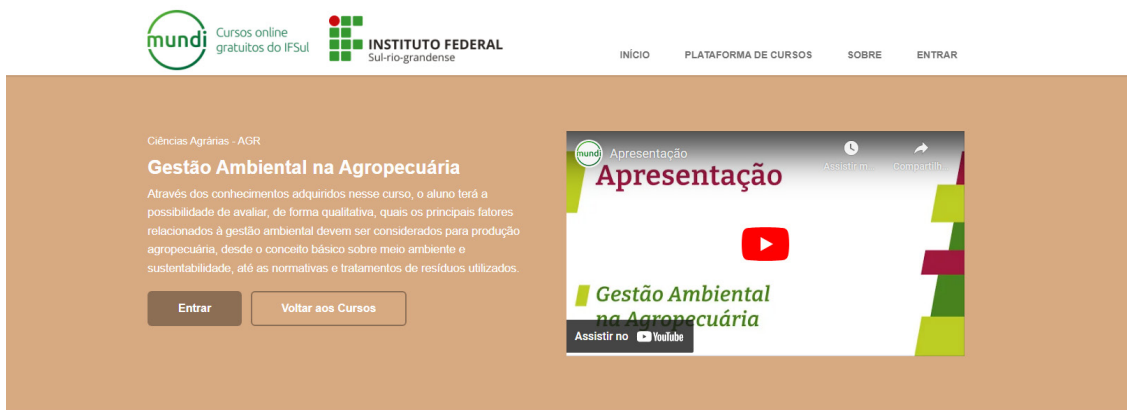 mundi
Cursos online
gratuitos do IFSul
INSTITUTO FEDERAL
Sul-rio-grandense
INÍCIO
PLATAFORMA DE CURSOS
SOBRE
ENTRAR
Ciências Agrárias - AGR
Gestão Ambiental na Agropecuária
Através dos conhecimentos adquiridos nesse curso, o aluno terá a
possibilidade de avaliar, de forma qualitativa, quais os principais fatores
relacionados à gestão ambiental devem ser considerados para produção
agropecuária, desde o conceito básico sobre meio ambiente e
sustentabilidade, até as normativas e tratamentos de resíduos utilizados.
Entrar
Voltar aos Cursos
mundi
Apresentação
Assistir m...
Compartilh...
Apresentação
Gestão Ambiental
na Agropecuária
Assistir no YouTube